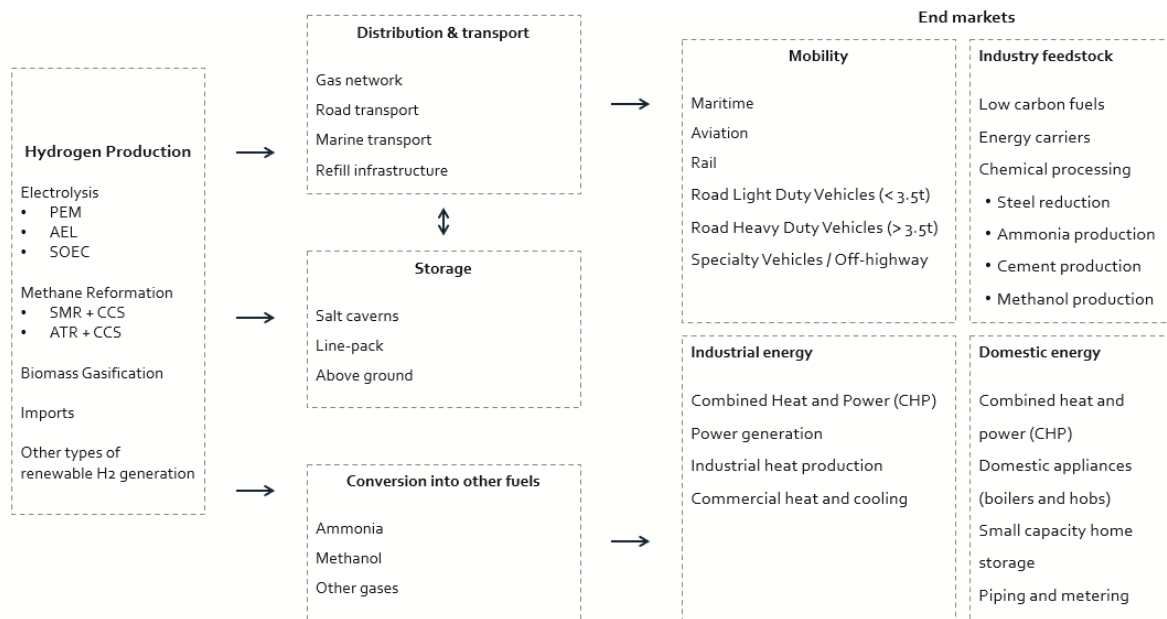 Hydrogen Production
Electrolysis
• PEM
• AEL
• SOEC
Methane Reformation
• SMR + CCS
• ATR + CCS
Biomass Gasification
Imports
Other types of
renewable H2 generation
Distribution & transport
Gas network
Road transport
Marine transport
Refill infrastructure
Storage
Salt caverns
Line-pack
Above ground
Conversion into other fuels
Ammonia
Methanol
Other gases
End markets
Mobility
Maritime
Aviation
Rail
Road Light Duty Vehicles (< 3.5t)
Road Heavy Duty Vehicles (> 3.5t)
Specialty Vehicles / Off-highway
Industry feedstock
Low carbon fuels
Energy carriers
Chemical processing
• Steel reduction
• Ammonia production
• Cement production
• Methanol production
Industrial energy
Combined Heat and Power (CHP)
Power generation
Industrial heat production
Commercial heat and cooling
Domestic energy
Combined heat and
power (CHP)
Domestic appliances
(boilers and hobs)
Small capacity home
storage
Piping and metering